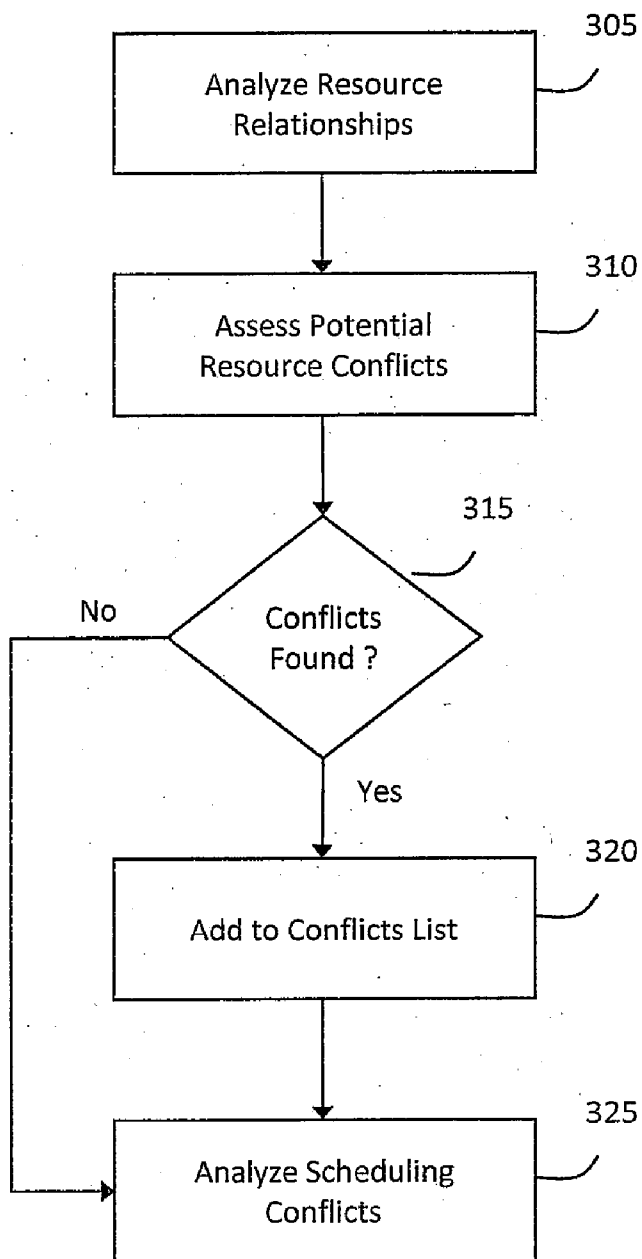 305
Analyze Resource
Relationships
310
Assess Potential
Resource Conflicts
315
No
Conflicts
Found ?
Yes
320
Add to Conflicts List
325
Analyze Scheduling
Conflicts